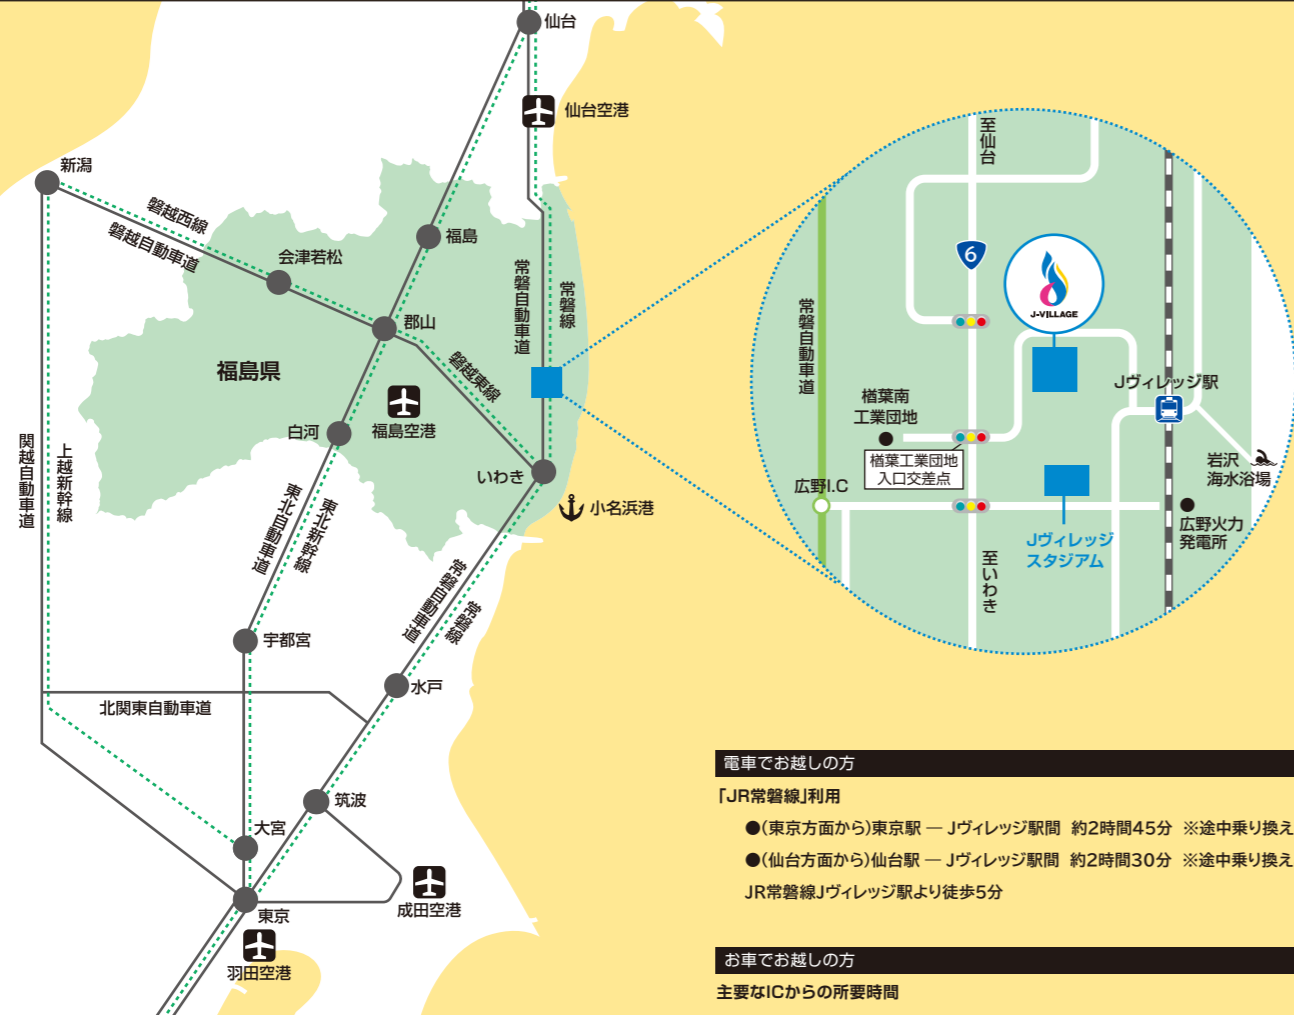 仙台
仙台空港
新潟
磐越西線
磐越自動車道
会津若松
福島
常磐自動車道
常磐線
郡山
磐越東線
福島県
福島空港
白河
いわき
小名浜港
関越自動車道
上越新幹線
東北自動車道
東北新幹線
常磐自動車道
常磐線
宇都宮
水戸
北関東自動車道
筑波
大宮
成田空港
東京
羽田空港
至仙台
6
J-VILLAGE
常磐自動車道
Jヴィレッジ駅
楢葉南
工業団地
楢葉工業団地
入口交差点
岩沢
海水浴場
広野I.C
広野火力
発電所
Jヴィレッジ
スタジアム
至いわき
電車でお越しの方
「JR常磐線」利用
●(東京方面から)東京駅 ― Jヴィレッジ駅間 約2時間45分 ※途中乗り換え
●(仙台方面から)仙台駅 ― Jヴィレッジ駅間 約2時間30分 ※途中乗り換え
JR常磐線Jヴィレッジ駅より徒歩5分
お車でお越しの方
主要なICからの所要時間